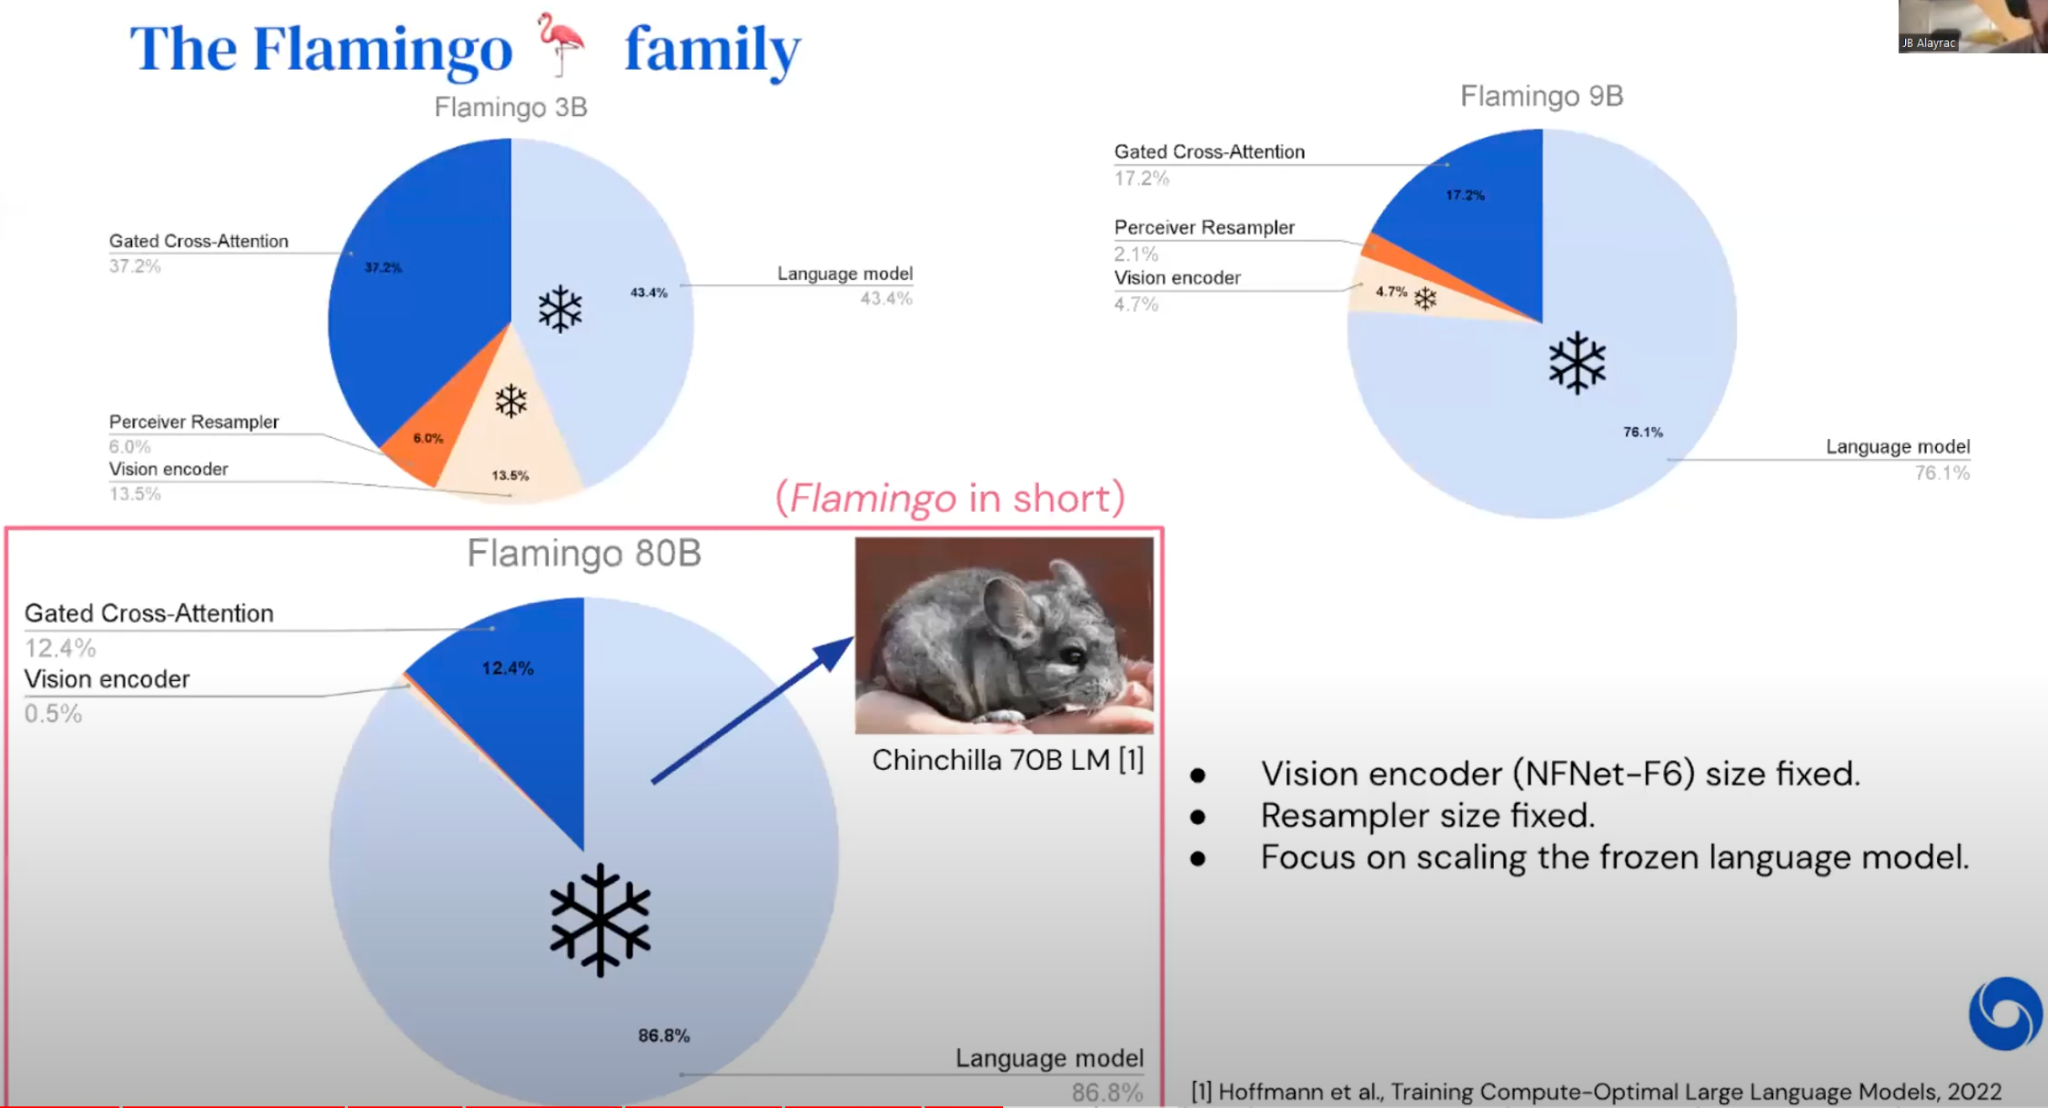 The Flamingo family
JB Alayrac
Flamingo 3B
Gated Cross-Attention
37.2%
37.2%
Language model
43.4%
43.4%
Perceiver Resampler
6.0%
6.0%
Vision encoder
13.5%
13.5%
Flamingo 9B
Gated Cross-Attention
17.2%
17.2%
Perceiver Resampler
2.1%
Vision encoder
4.7%
4.7%
76.1%
Language model
76.1%
(Flamingo in short)
Flamingo 80B
Gated Cross-Attention
12.4%
12.4%
Vision encoder
0.5%
Chinchilla 70B LM [1]
86.8%
Language model
86.8%
● Vision encoder (NFNet-F6) size fixed.
● Resampler size fixed.
● Focus on scaling the frozen language model.
[1] Hoffmann et al., Training Compute-Optimal Large Language Models, 2022